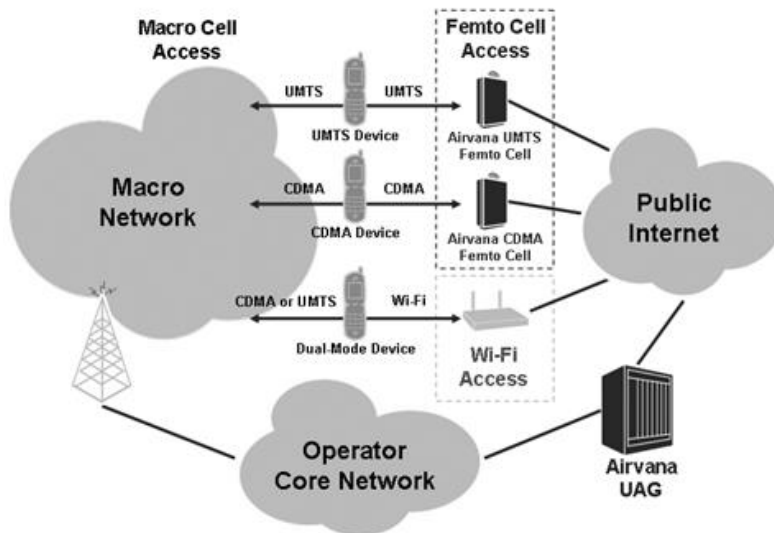 Macro Cell
Access
Femto Cell
Access
UMTS
UMTS
UMTS Device
Airvana UMTS
Femto Cell
Macro
Network
CDMA
CDMA
CDMA Device
Airvana CDMA
Femto Cell
Public
Internet
CDMA or UMTS
Wi-Fi
Dual-Mode Device
Wi-Fi
Access
Operator
Core Network
Airvana
UAG